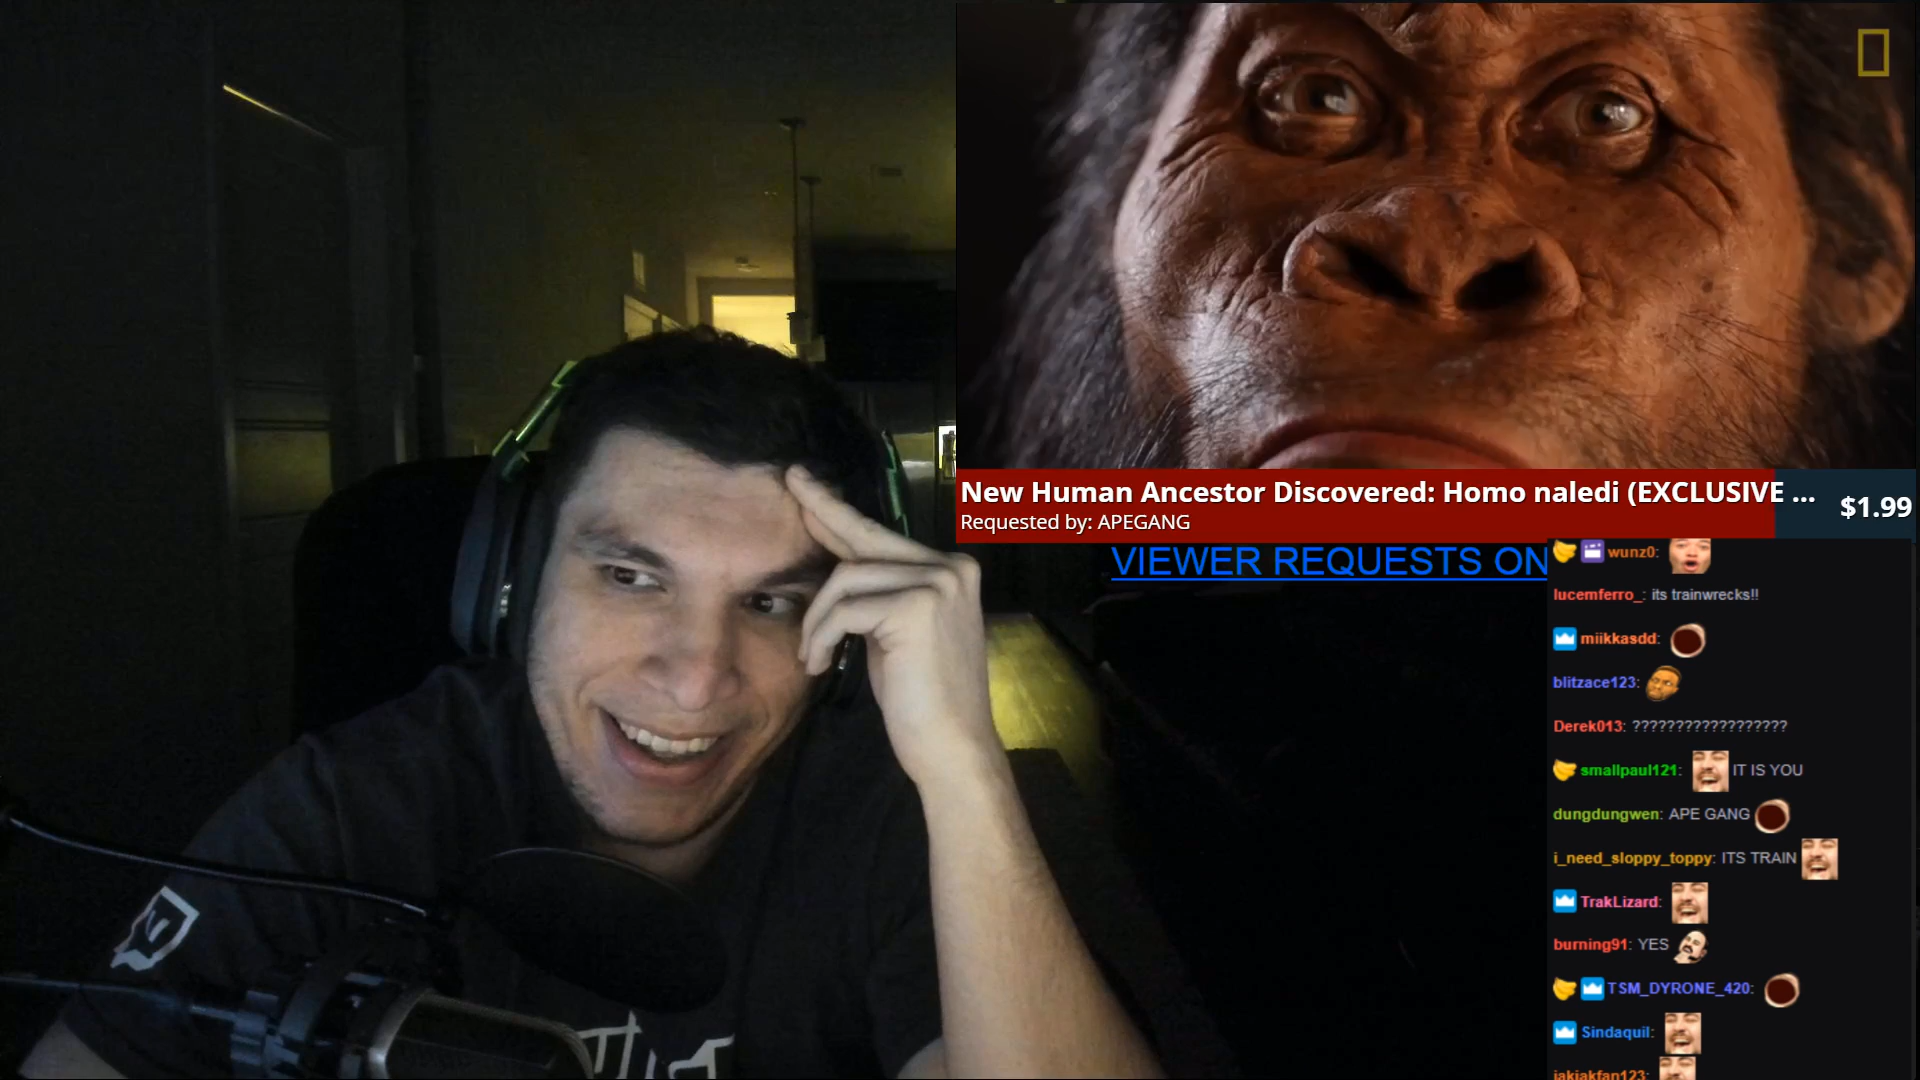 New Human Ancestor Discovered: Homo naledi (EXCLUSIVE ...
Requested by: APEGANG
$1.99
VIEWER REQUESTS ON
wunz0:
lucemferro_: its trainwrecks!!
miikkasdd:
blitzace123:
Derek013: ??????????????????
smallpaul121: IT IS YOU
dungdungwen: APE GANG
i_need_sloppy_toppy: ITS TRAIN
TrakLizard:
burning91: YES
TSM_DYRONE_420:
Sindaquil:
jakjakfan123: